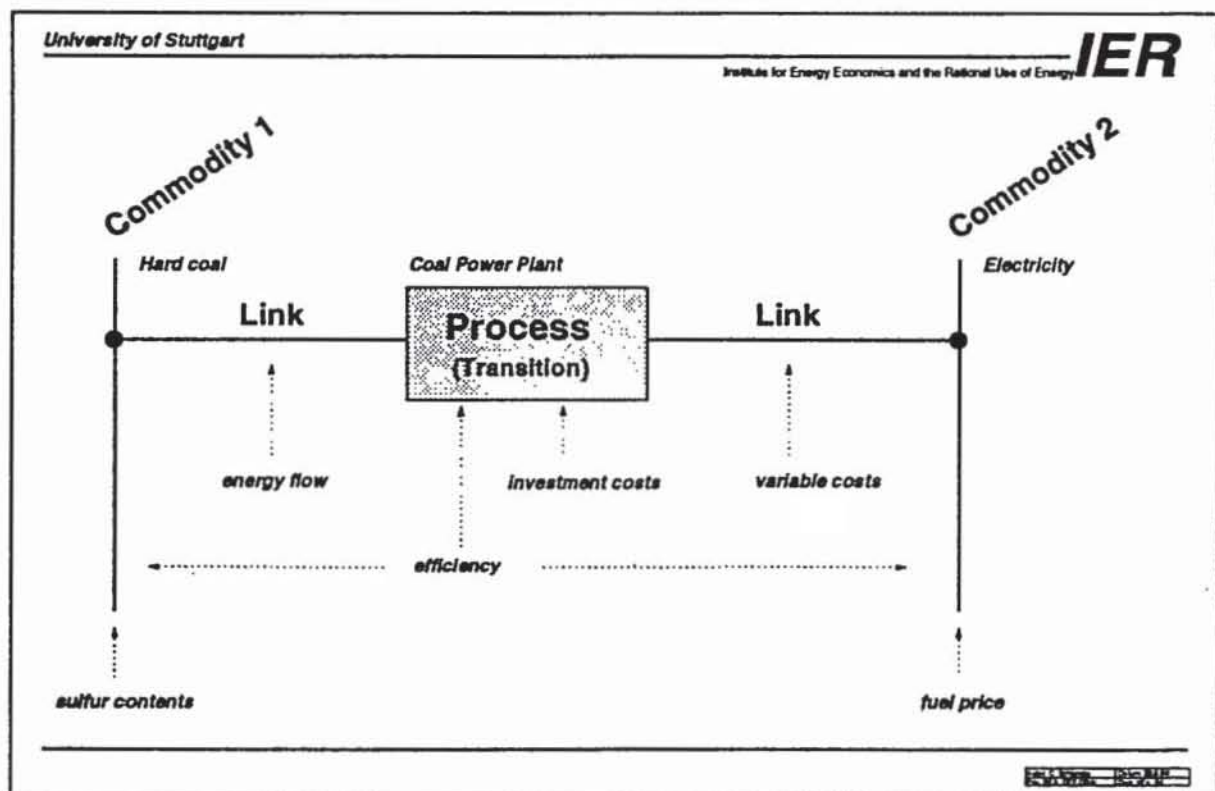 University of Stuttgart
IER
Institute for Energy Economics and the Rational Use of Energy
Commodity 1
Commodity 2
Hard coal
Coal Power Plant
Electricity
Link
Process
(Transition)
Link
energy flow
investment costs
variable costs
efficiency
sulfur contents
fuel price